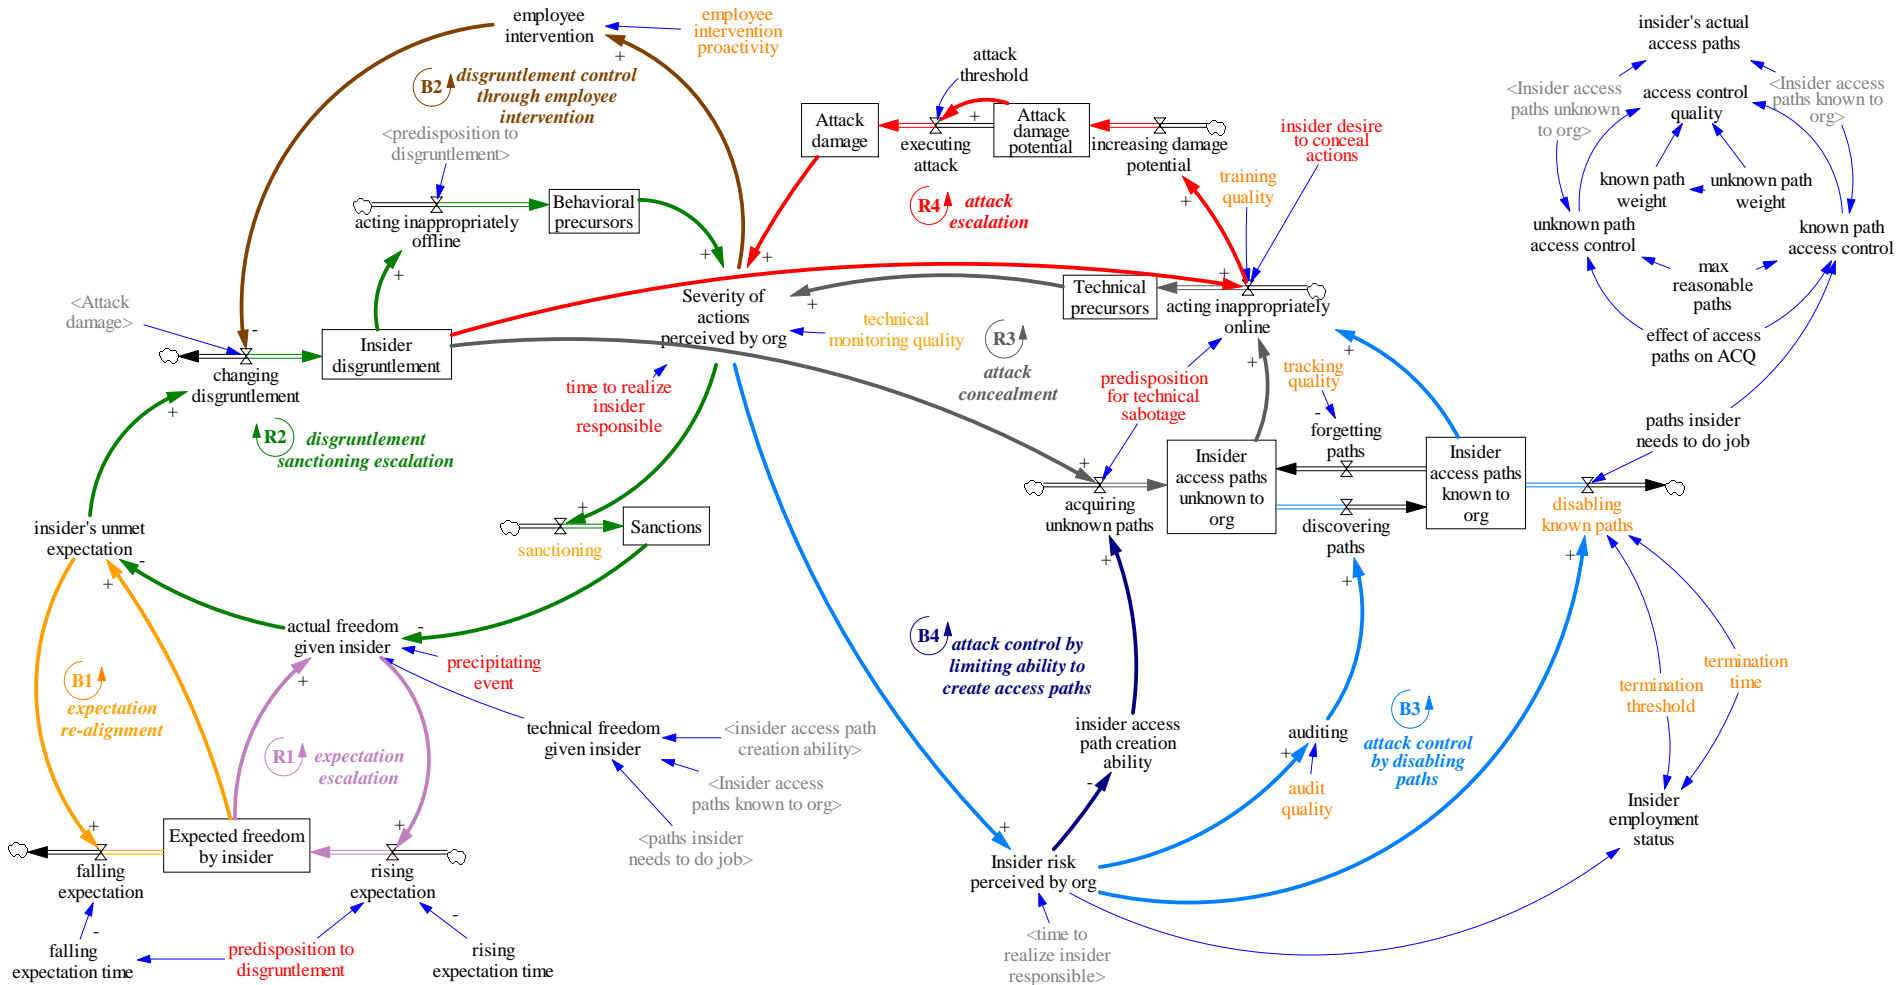 employee
intervention
employee
intervention
proactivity
B2
disgruntlement control
through employee
intervention
+
<predisposition to
disgruntlement>
acting inappropriately
offline
+
Behavioral
precursors
+
+
attack
threshold
Attack
damage
executing
attack
+
Attack
damage
potential
increasing damage
potential
+
R4
attack
escalation
insider desire
to conceal
actions
training
quality
insider's actual
access paths
<Insider access
paths unknown
to org>
<Insider access
paths known to
org>
access control
quality
known path
weight
unknown path
weight
unknown path
access control
known path
access control
max
reasonable
paths
effect of access
paths on ACQ
<Attack
damage>
-
changing
disgruntlement
+
Insider
disgruntlement
Severity of
actions
perceived by org
+
technical
monitoring quality
R3
attack
concealment
Technical
precursors
+
acting inappropriately
online
+
+
predisposition
for technical
sabotage
tracking
quality
-
forgetting
paths
paths insider
needs to do job
time to realize
insider
responsible
R2
disgruntlement
sanctioning escalation
+
acquiring
unknown paths
+
Insider
access paths
unknown to
org
discovering
paths
+
Insider
access paths
known to
org
disabling
known paths
+
insider's unmet
expectation
-
+
+
sanctioning
Sanctions
actual freedom
given insider
-
+
precipitating
event
B1
expectation
re-alignment
R1
expectation
escalation
technical freedom
given insider
<insider access path
creation ability>
<Insider access
paths known to org>
<paths insider
needs to do job>
B4
attack control by
limiting ability to
create access paths
insider access
path creation
ability
-
auditing
+
audit
quality
B3
attack control
by disabling
paths
termination
threshold
termination
time
Insider
employment
status
+
falling
expectation
Expected freedom
by insider
+
rising
expectation
+
Insider risk
perceived by org
-
falling
expectation time
predisposition to
disgruntlement
-
rising
expectation time
<time to
realize insider
responsible>